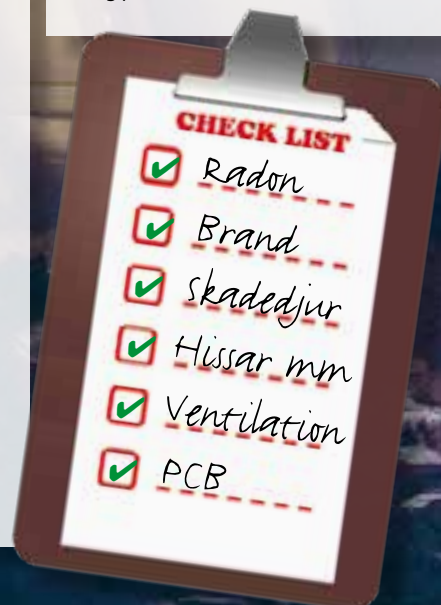 CHECK LIST
Radon
Brand
Skadedjur
Hissar mm
Ventilation
PCB